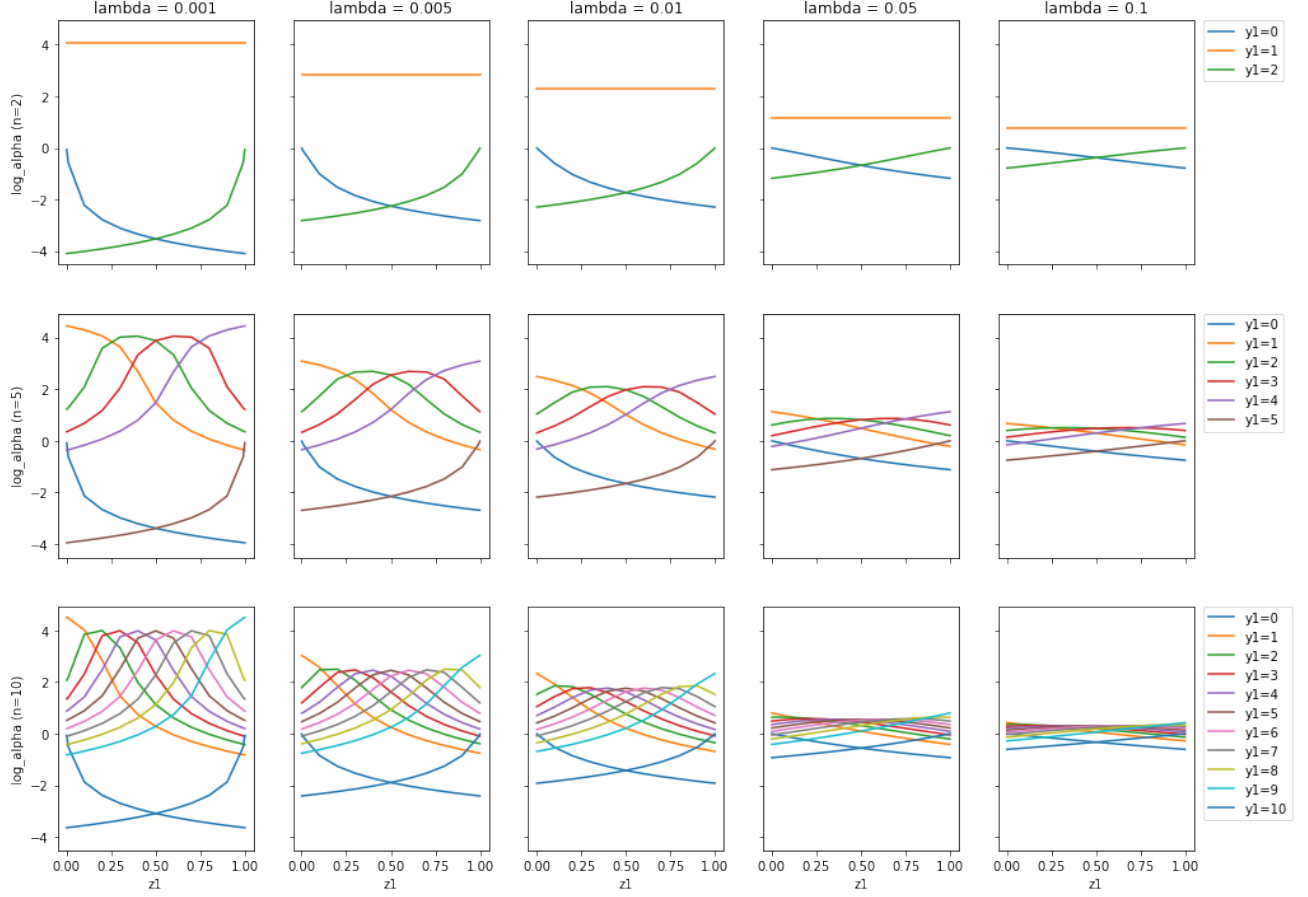 lambda = 0.001
lambda = 0.005
lambda = 0.01
lambda = 0.05
lambda = 0.1
log_alpha (n=2)
4
2
0
−2
−4
y1=0
y1=1
y1=2
log_alpha (n=5)
4
2
0
−2
−4
y1=0
y1=1
y1=2
y1=3
y1=4
y1=5
log_alpha (n=10)
4
2
0
−2
−4
y1=0
y1=1
y1=2
y1=3
y1=4
y1=5
y1=6
y1=7
y1=8
y1=9
y1=10
0.00 0.25 0.50 0.75 1.00
z1
0.00 0.25 0.50 0.75 1.00
z1
0.00 0.25 0.50 0.75 1.00
z1
0.00 0.25 0.50 0.75 1.00
z1
0.00 0.25 0.50 0.75 1.00
z1